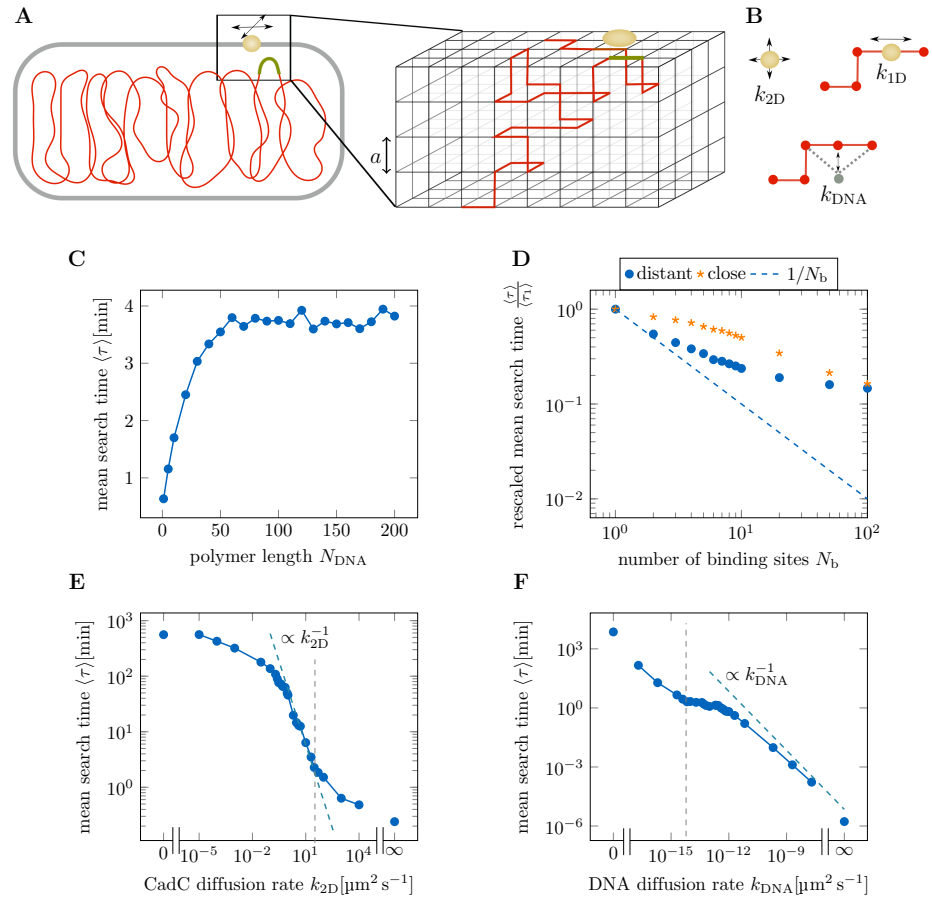 A
B
a
k2D
k1D
kDNA
C
mean search time ⟨τ⟩[min]
4
3
2
1
0
50
100
150
200
polymer length NDNA
D
distant
close
1/Nb
rescaled mean search time ⟨τ⟩/⟨τ1⟩
10^0
10^−1
10^−2
10^0
10^1
10^2
number of binding sites Nb
E
mean search time ⟨τ⟩[min]
10^3
10^2
10^1
10^0
∝ k2D^−1
0
10^−5
10^−2
10^1
10^4
∞
CadC diffusion rate k2D[µm² s^−1]
F
mean search time ⟨τ⟩[min]
10^3
10^0
10^−3
10^−6
∝ kDNA^−1
0
10^−15
10^−12
10^−9
∞
DNA diffusion rate kDNA[µm² s^−1]